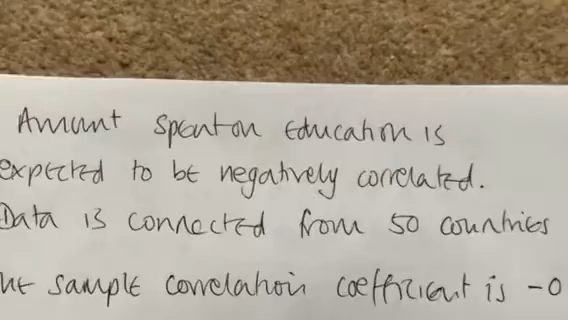 Amount spent on Education is
expected to be negatively correlated.
Data is connected from 50 countries
sample correlation coefficient is -0